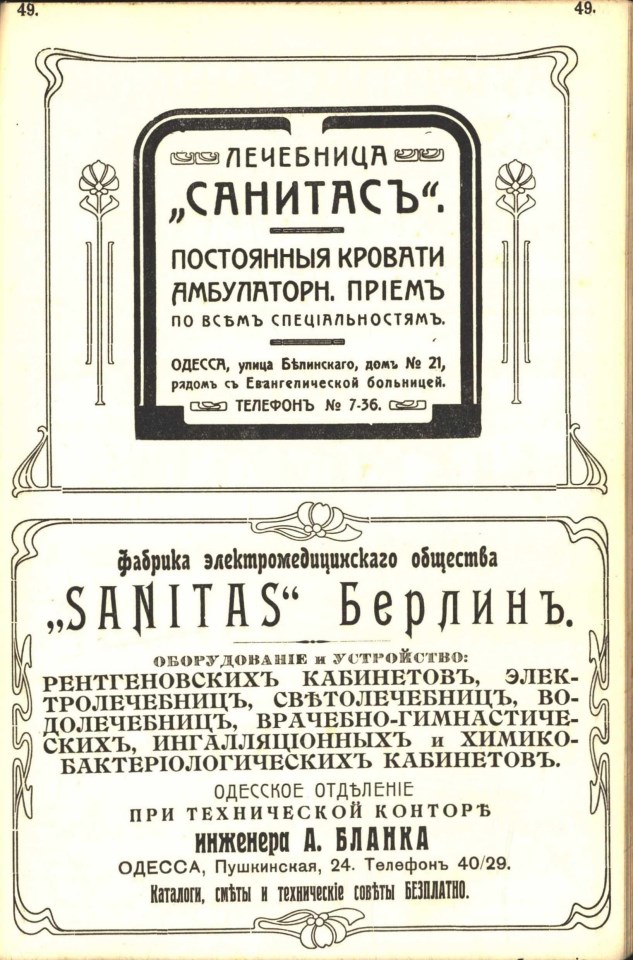 49.
49.
ЛЕЧЕБНИЦА
„САНИТАСЪ“.
ПОСТОЯННЫЯ КРОВАТИ
АМБУЛАТОРН. ПРІЕМЪ
ПО ВСѢМЪ СПЕЦІАЛЬНОСТЯМЪ.
ОДЕССА, улица Бѣлинскаго, домъ № 21,
рядомъ съ Евангелической больницей.
ТЕЛЕФОНЪ № 7-36.
фабрика электромедицинскаго общества
„SANITAS“ Берлинъ.
ОБОРУДОВАНІЕ и УСТРОЙСТВО:
РЕНТГЕНОВСКИХЪ КАБИНЕТОВЪ, ЭЛЕК-
ТРОЛЕЧЕБНИЦЪ, СВѢТОЛЕЧЕБНИЦЪ, ВО-
ДОЛЕЧЕБНИЦЪ, ВРАЧЕБНО-ГИМНАСТИЧЕ-
СКИХЪ, ИНГАЛЛЯЦІОННЫХЪ и ХИМИКО-
БАКТЕРІОЛОГИЧЕСКИХЪ КАБИНЕТОВЪ.
ОДЕССКОЕ ОТДѢЛЕНІЕ
ПРИ ТЕХНИЧЕСКОЙ КОНТОРѢ
инженера А. БЛАНКА
ОДЕССА, Пушкинская, 24. Телефонъ 40/29.
Каталоги, смѣты и техническіе совѣты БЕЗПЛАТНО.